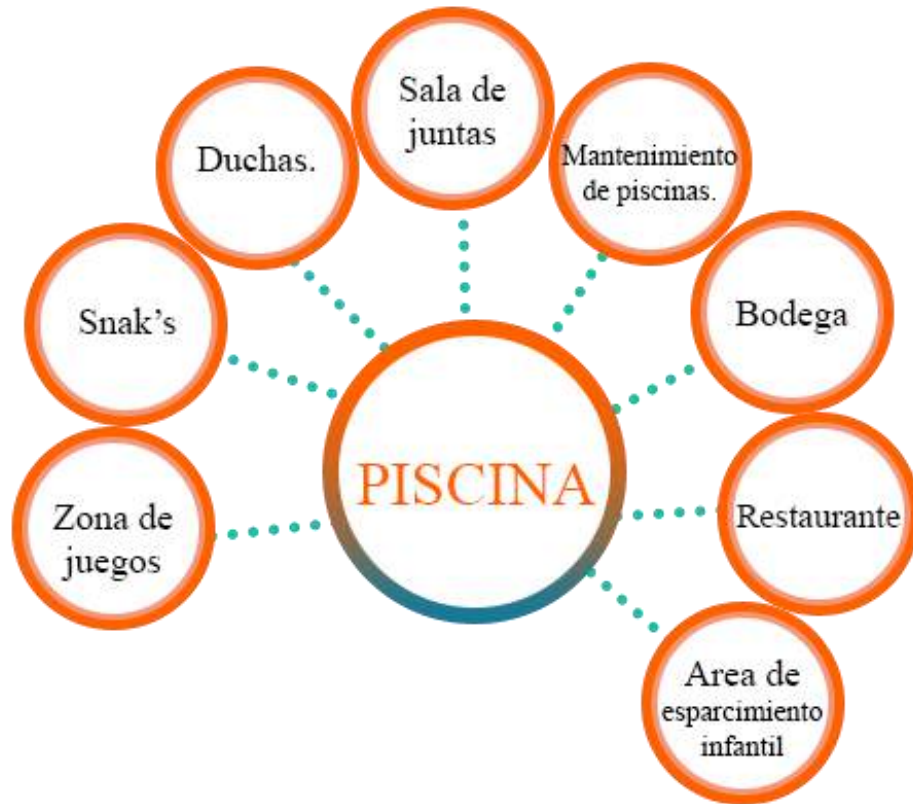 Sala de
juntas
Duchas.
Mantenimiento
de piscinas.
Snak’s
Bodega
PISCINA
Zona de
juegos
Restaurante
Area de
esparcimiento
infantil